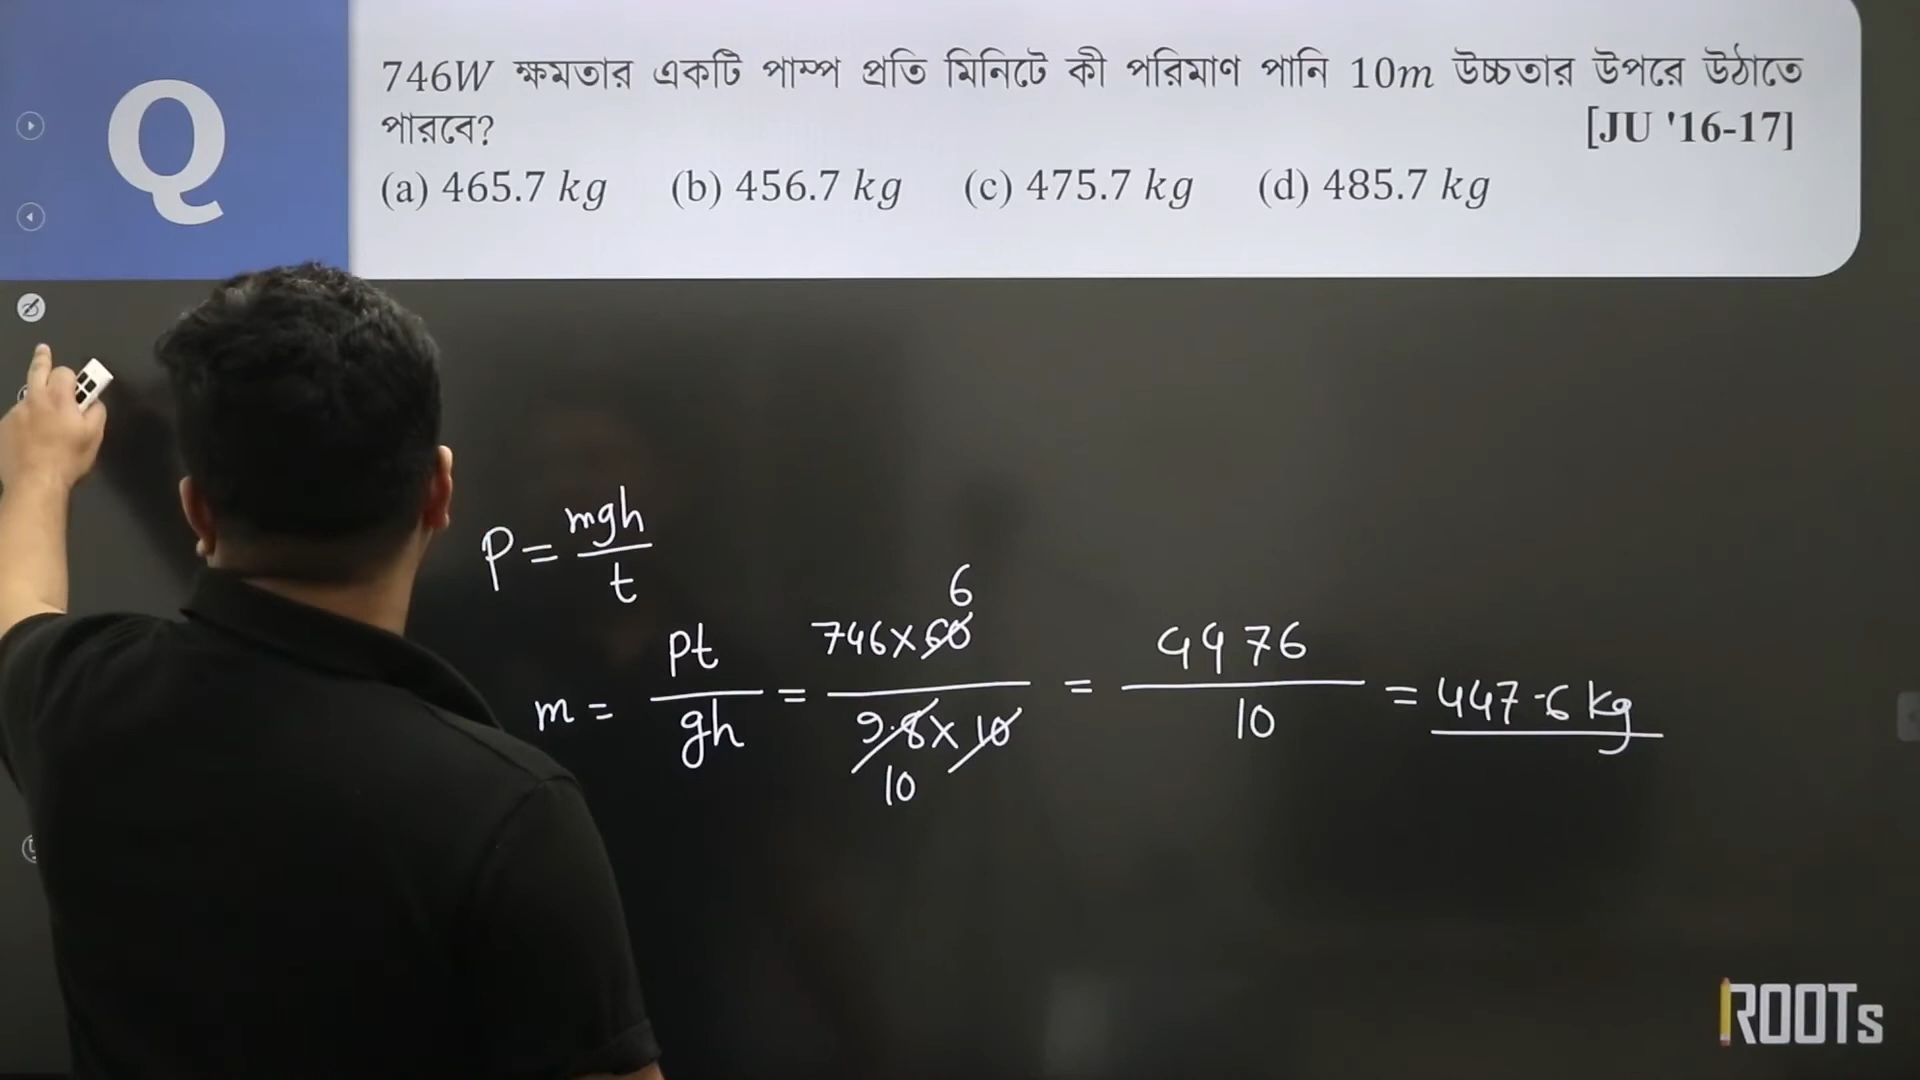 Q
746W ক্ষমতার একটি পাম্প প্রতি মিনিটে কী পরিমাণ পানি 10m উচ্চতার উপরে উঠাতে
পারবে? [JU '16-17]
(a) 465.7 kg (b) 456.7 kg (c) 475.7 kg (d) 485.7 kg
P = mgh / t
m = pt / gh = 746 × 60 6 / 9.8 × 10 10 = 4476 / 10 = 447.6 kg
ROOTs